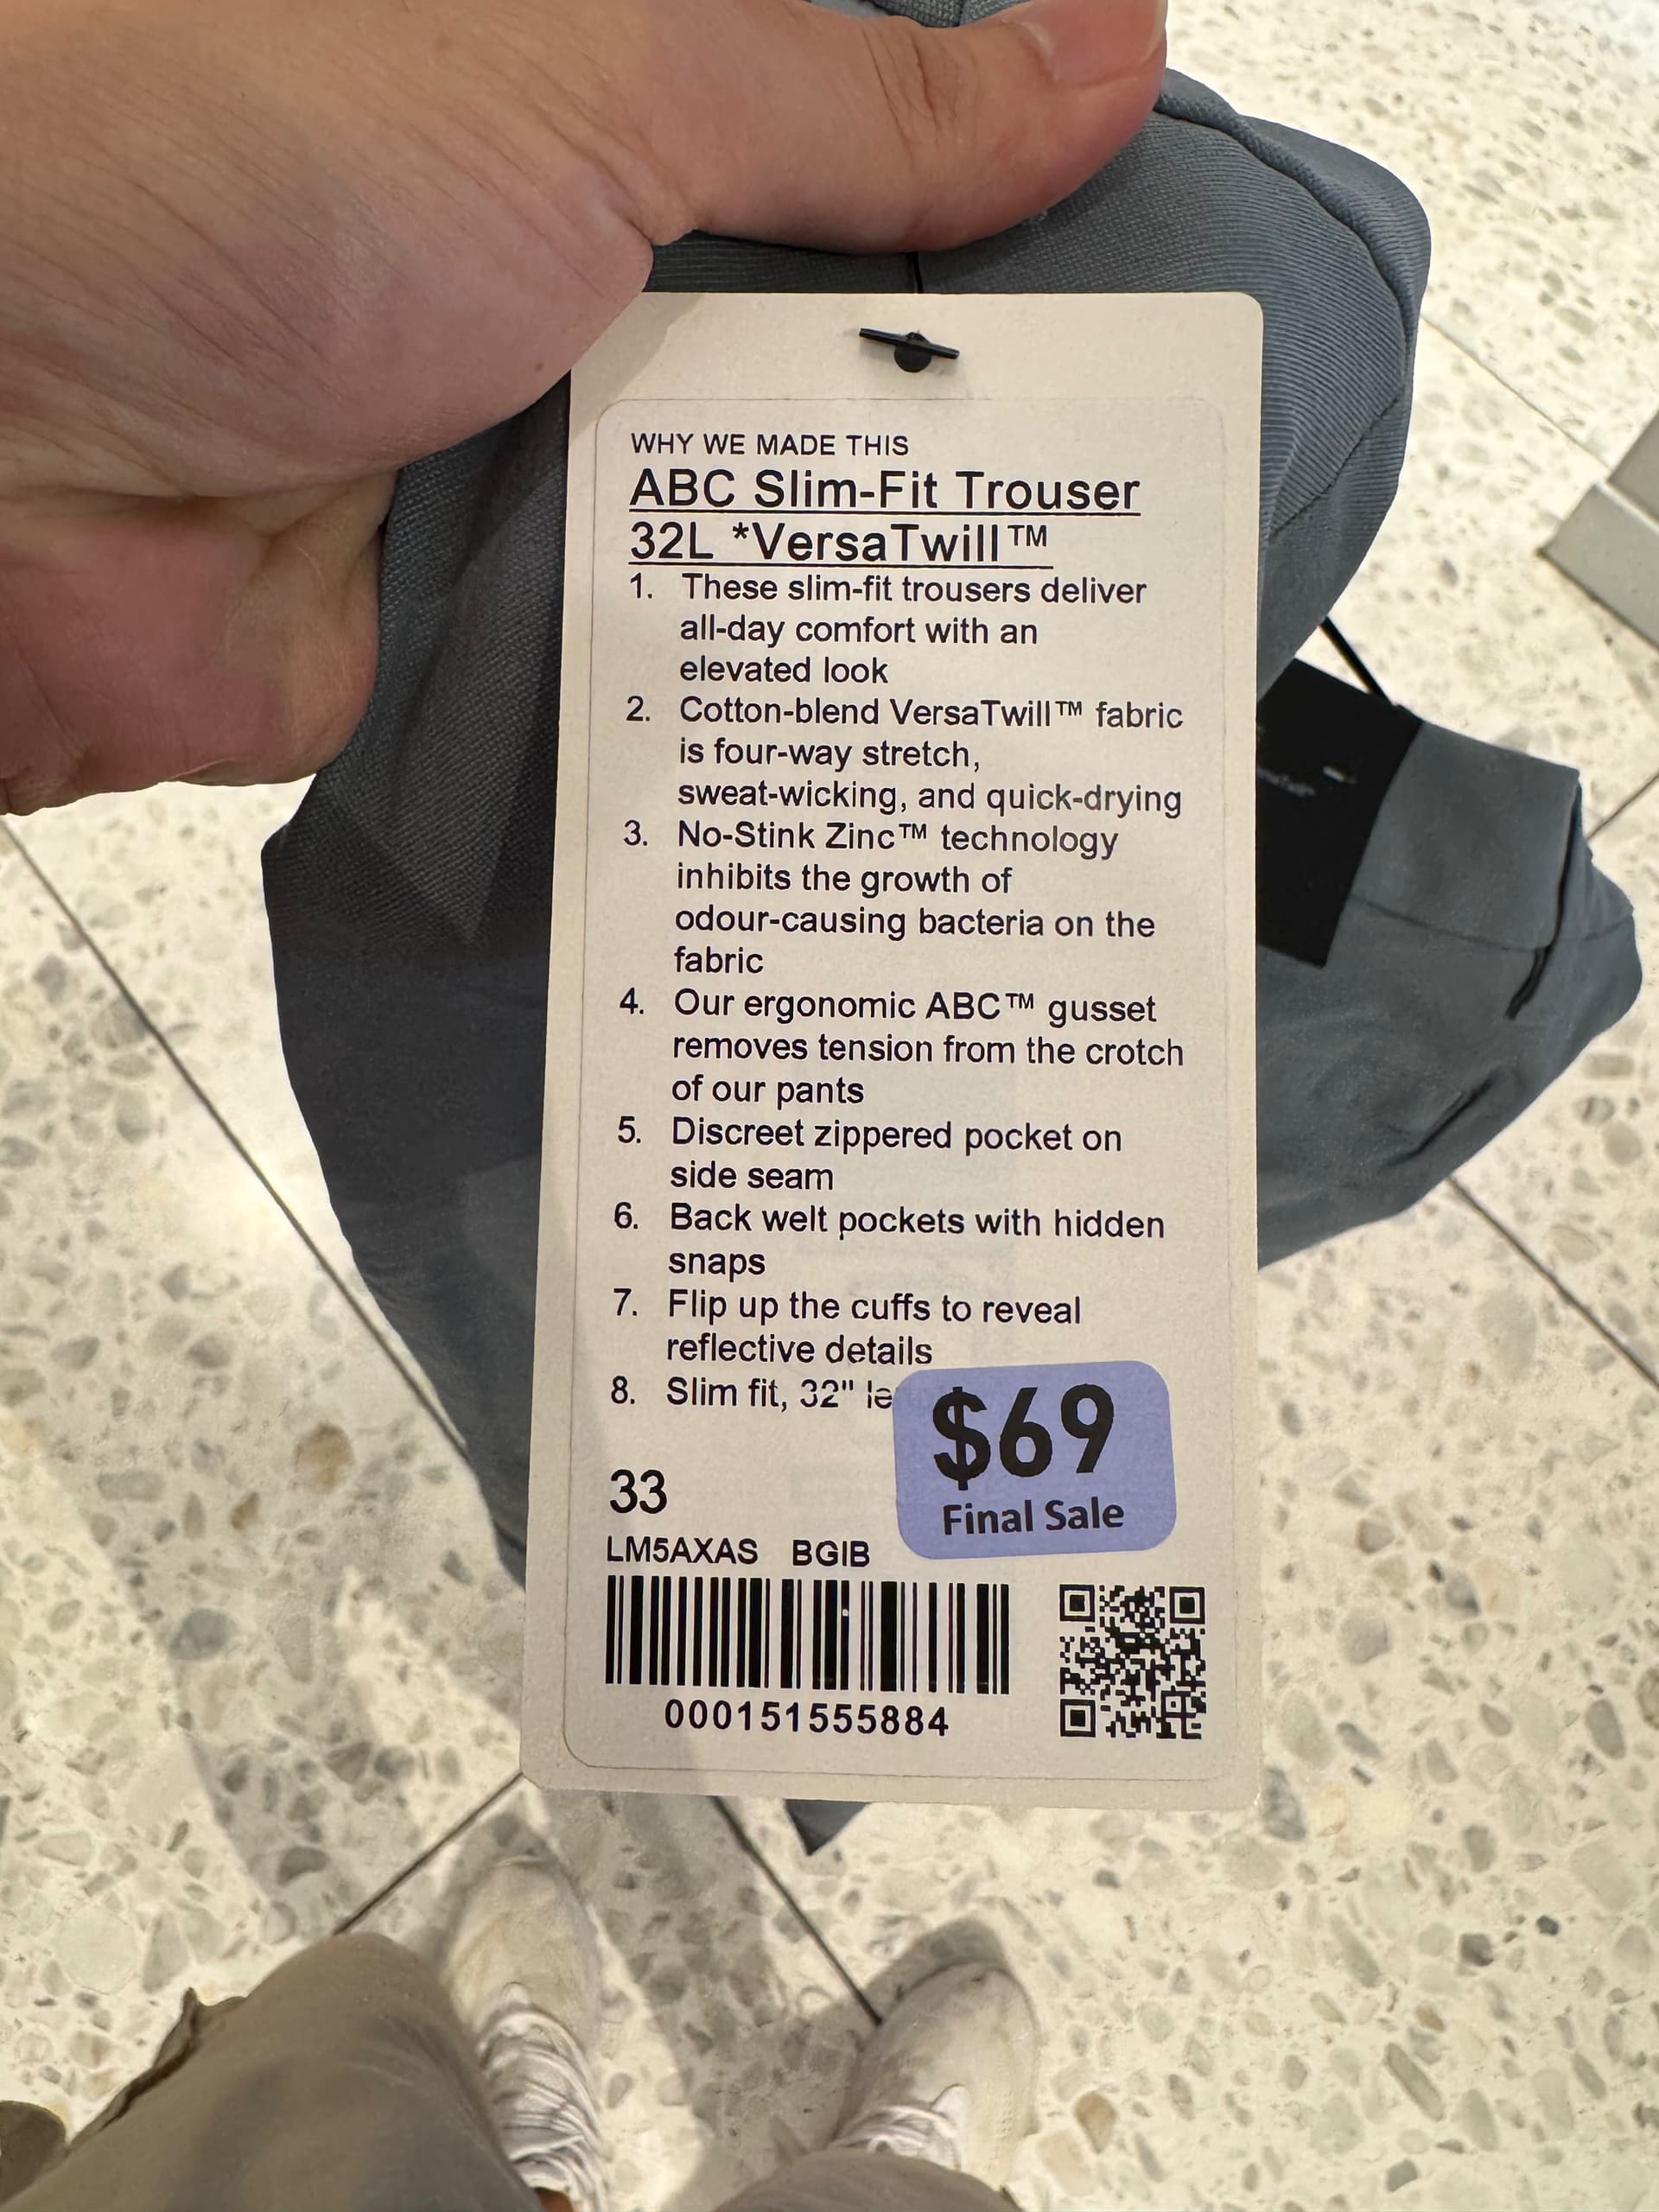 WHY WE MADE THIS
ABC Slim-Fit Trouser
32L *VersaTwill™
1. These slim-fit trousers deliver
all-day comfort with an
elevated look
2. Cotton-blend VersaTwill™ fabric
is four-way stretch,
sweat-wicking, and quick-drying
3. No-Stink Zinc™ technology
inhibits the growth of
odour-causing bacteria on the
fabric
4. Our ergonomic ABC™ gusset
removes tension from the crotch
of our pants
5. Discreet zippered pocket on
side seam
6. Back welt pockets with hidden
snaps
7. Flip up the cuffs to reveal
reflective details
8. Slim fit, 32"
$69
Final Sale
33
LM5AXAS BGIB
000151555884